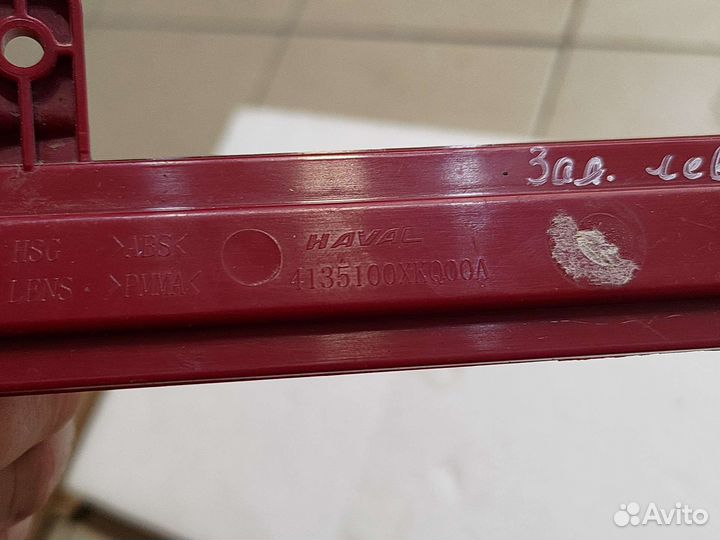 Зад. лев
HSG >ABS< HAVAL
LENS >PMMA< 4135100XKQ00A
Avito